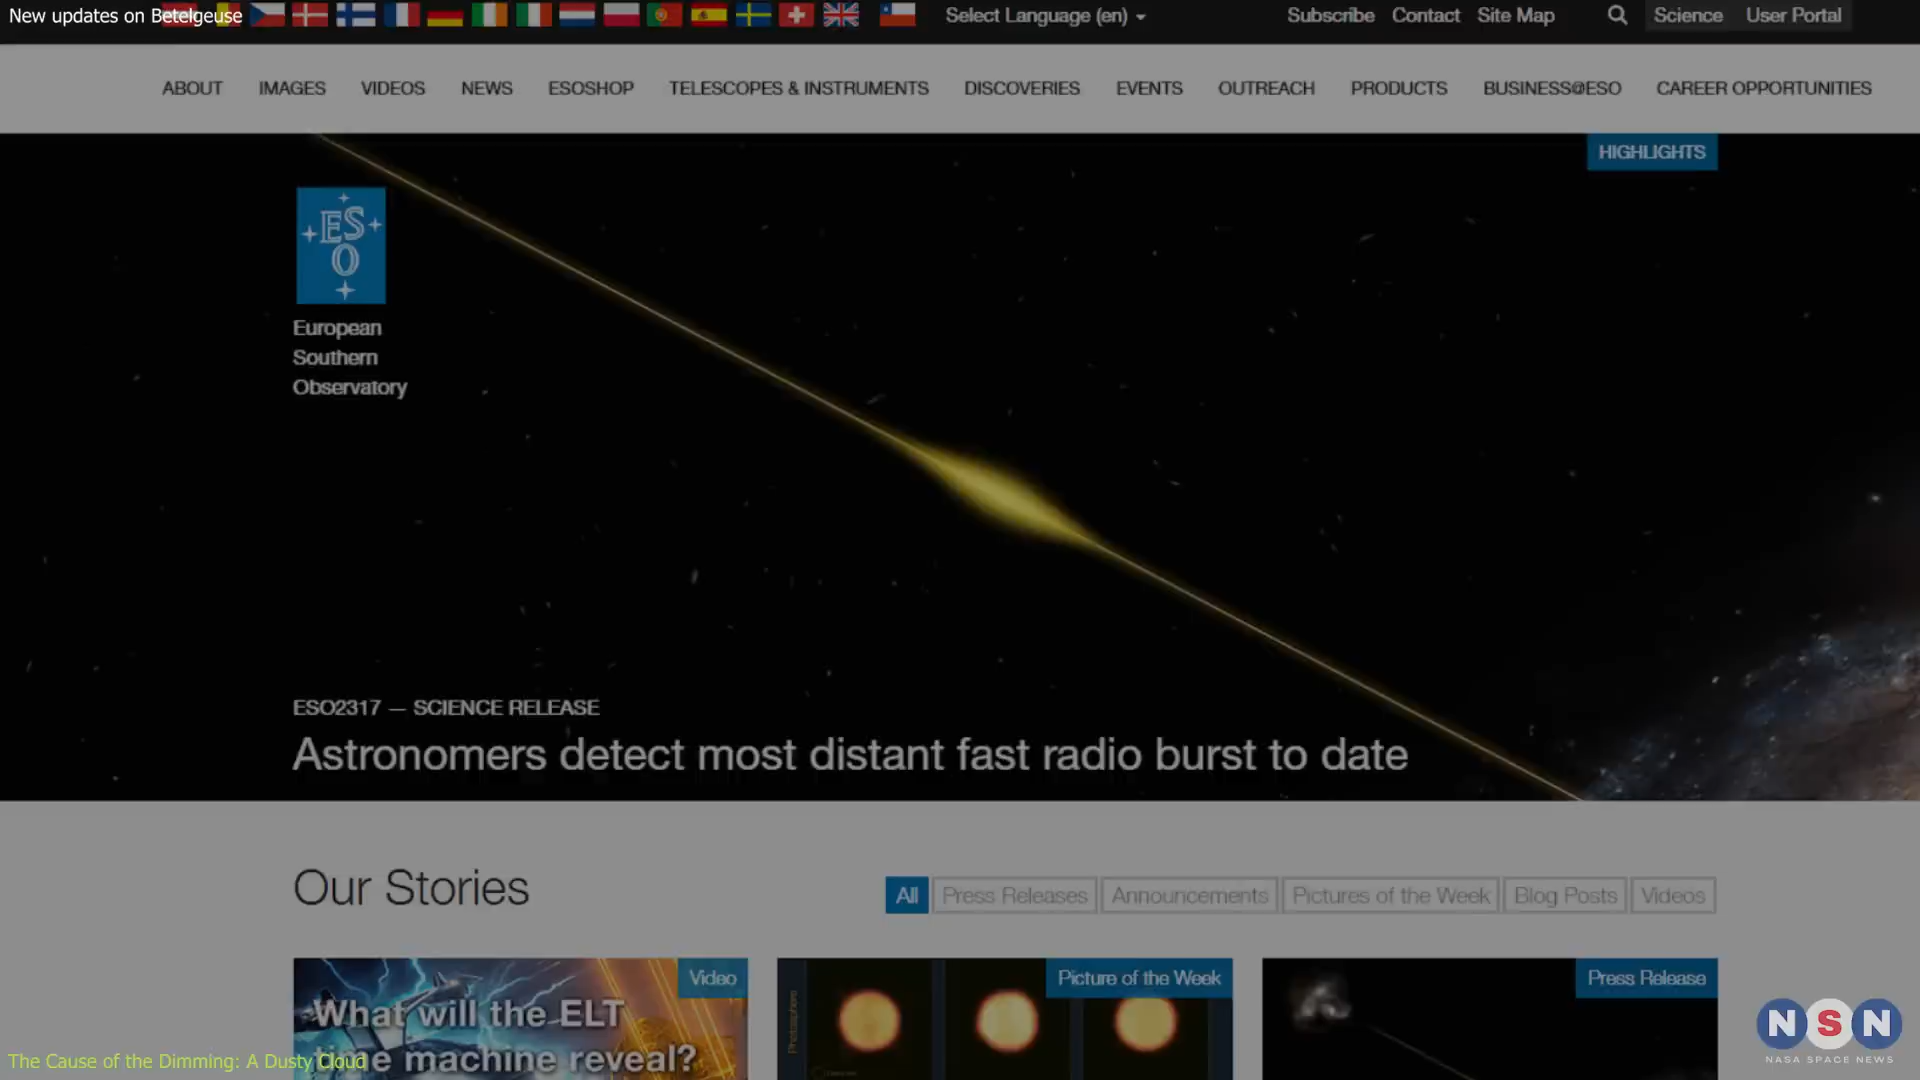 New updates on Betelgeuse
Select Language (en)
Subscribe Contact Site Map
Science User Portal
ABOUT IMAGES VIDEOS NEWS ESOSHOP TELESCOPES & INSTRUMENTS DISCOVERIES EVENTS OUTREACH PRODUCTS BUSINESS@ESO CAREER OPPORTUNITIES
HIGHLIGHTS
ES
O
European
Southern
Observatory
ESO2317 — SCIENCE RELEASE
Astronomers detect most distant fast radio burst to date
Our Stories
All Press Releases Announcements Pictures of the Week Blog Posts Videos
Video
What will the ELT
time machine reveal?
Picture of the Week
Photosphere
Press Release
The Cause of the Dimming: A Dusty Cloud
NSN
NASA SPACE NEWS